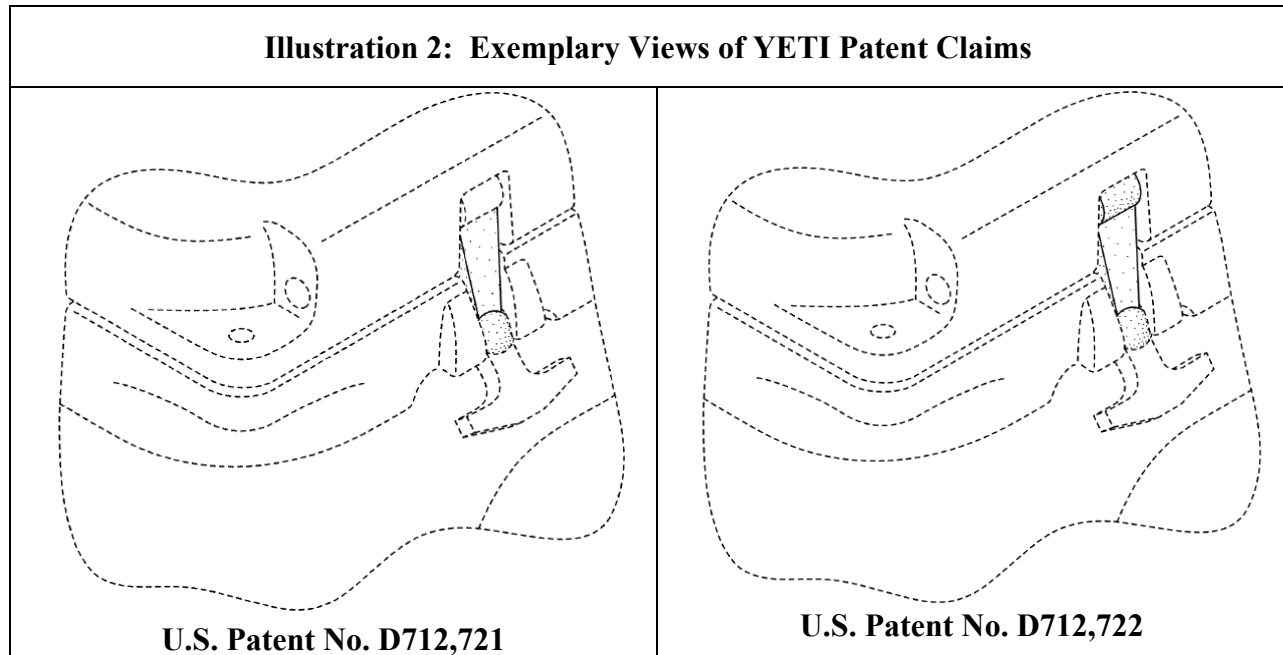 Illustration 2: Exemplary Views of YETI Patent Claims
U.S. Patent No. D712,721
U.S. Patent No. D712,722